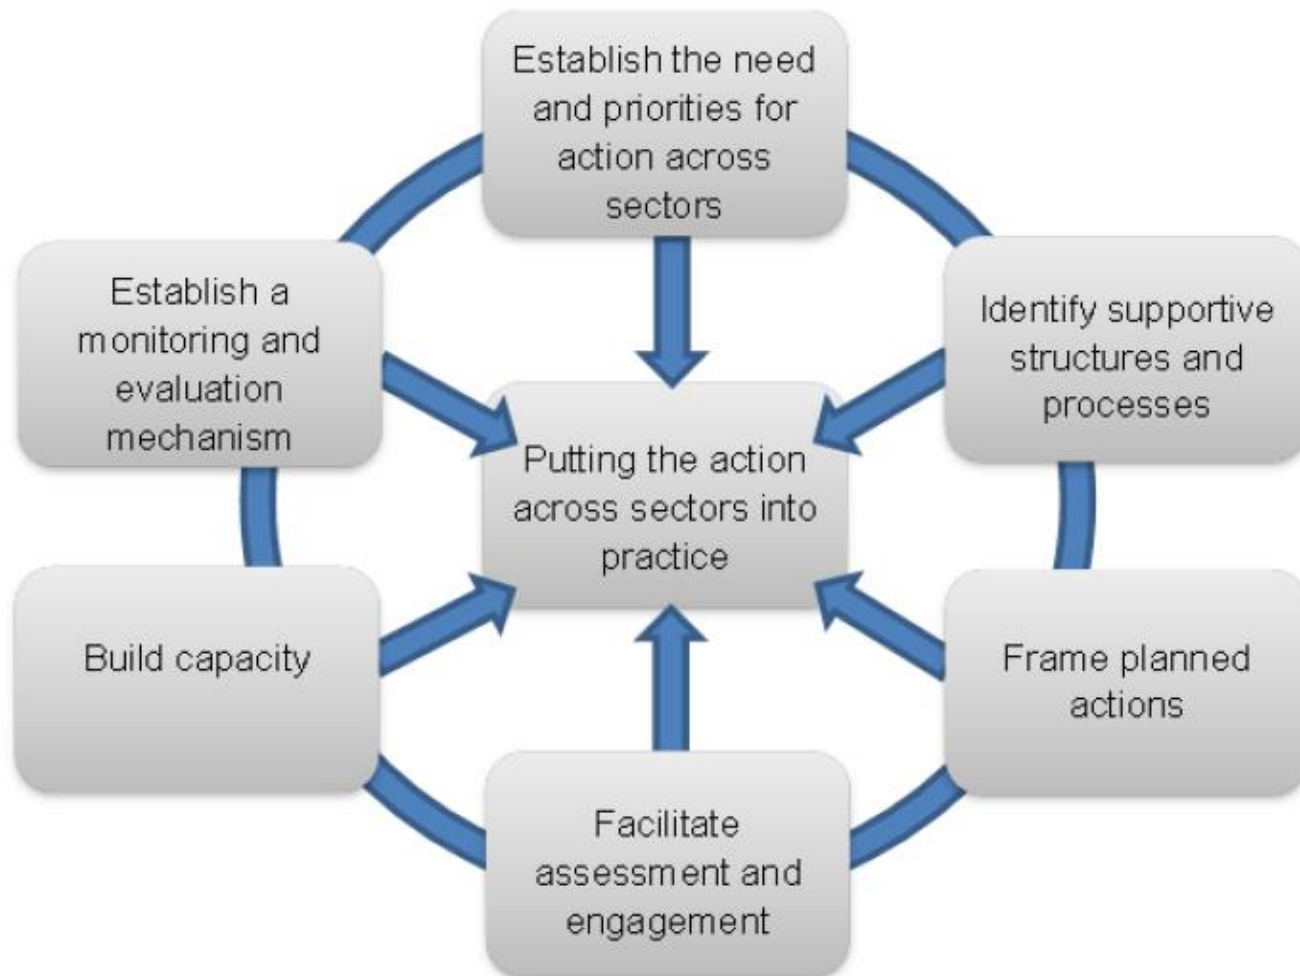 Establish the need
and priorities for
action across
sectors
Identify supportive
structures and
processes
Frame planned
actions
Facilitate
assessment and
engagement
Build capacity
Establish a
monitoring and
evaluation
mechanism
Putting the action
across sectors into
practice